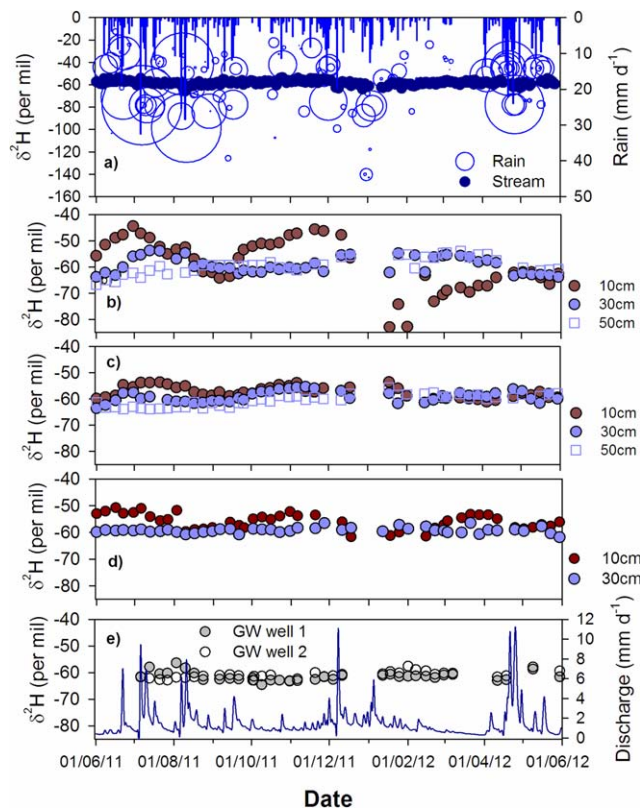 a)
0
-20
-40
-60
-80
-100
-120
-140
-160
δ²H (per mil)
0
10
20
30
40
50
Rain (mm d⁻¹)
Rain
Stream
b)
-40
-50
-60
-70
-80
δ²H (per mil)
10cm
30cm
50cm
c)
-40
-50
-60
-70
-80
δ²H (per mil)
10cm
30cm
50cm
d)
-40
-50
-60
-70
-80
δ²H (per mil)
10cm
30cm
e)
GW well 1
GW well 2
-40
-50
-60
-70
-80
δ²H (per mil)
12
10
8
6
4
2
0
Discharge (mm d⁻¹)
01/06/11 01/08/11 01/10/11 01/12/11 01/02/12 01/04/12 01/06/12
Date